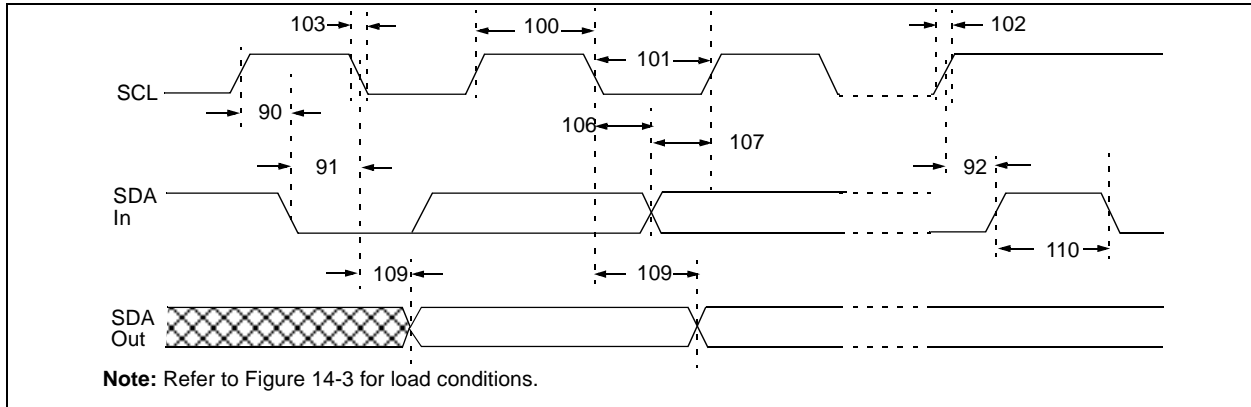 103
100
102
101
SCL
90
106
107
91
92
SDA
In
109
109
110
SDA
Out
Note: Refer to Figure 14-3 for load conditions.